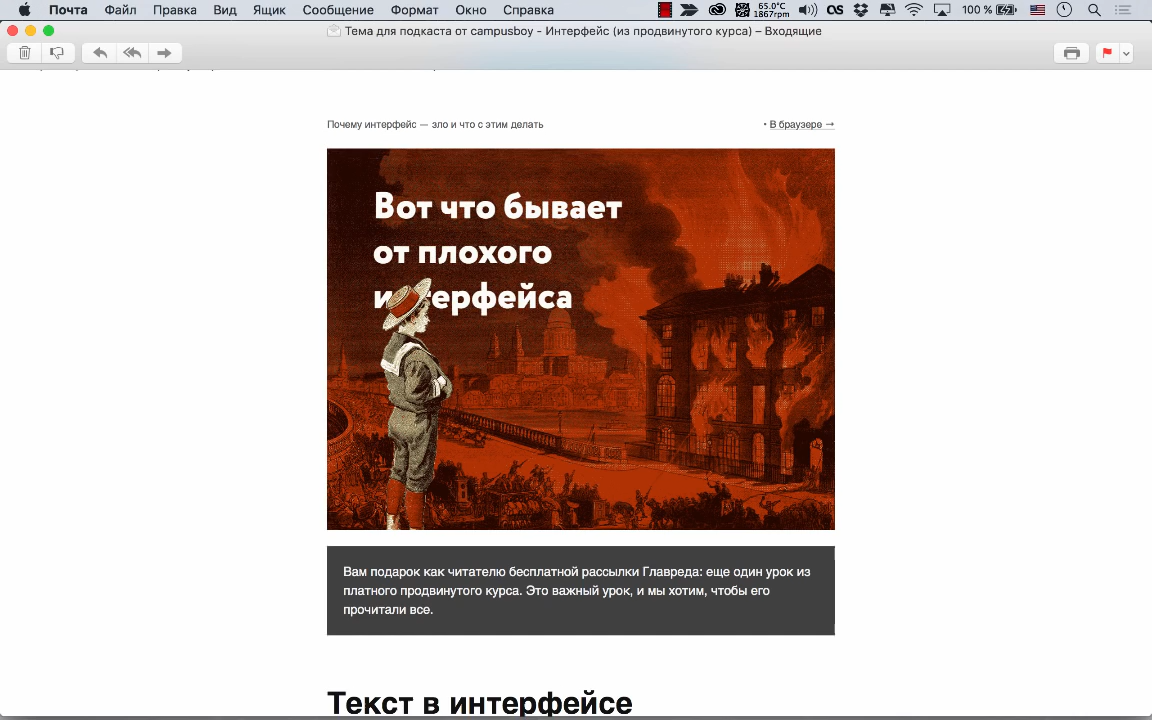 Почта Файл Правка Вид Ящик Сообщение Формат Окно Справка 65.0°C 1867rpm 100 %
Тема для подкаста от campusboy - Интерфейс (из продвинутого курса) – Входящие
Почему интерфейс — зло и что с этим делать • В браузере →
Вот что бывает
от плохого
интерфейса
Вам подарок как читателю бесплатной рассылки Главреда: еще один урок из
платного продвинутого курса. Это важный урок, и мы хотим, чтобы его
прочитали все.
Текст в интерфейсе